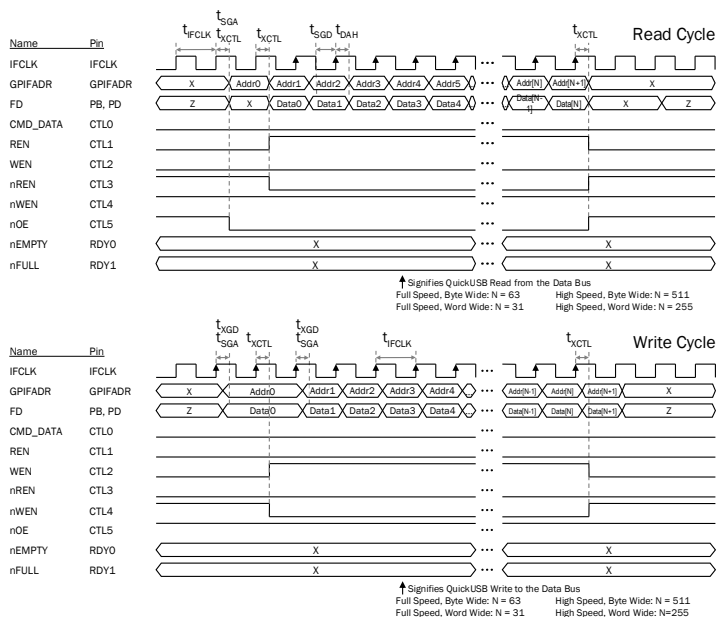 tSGA
tIFCLK tXCTL tXCTL tSGD tDAH tXCTL Read Cycle
Name Pin
IFCLK IFCLK ...
GPIFADR GPIFADR X Addr0 Addr1 Addr2 Addr3 Addr4 Addr5 ... Addr[N] Addr[N+1] X
FD PB, PD Z X Data0 Data1 Data2 Data3 Data4 ... Data[N-1] Data[N] X Z
CMD_DATA CTL0 ...
REN CTL1 ...
WEN CTL2 ...
nREN CTL3 ...
nWEN CTL4 ...
nOE CTL5 ...
nEMPTY RDY0 X ... X
nFULL RDY1 X ... X
Signifies QuickUSB Read from the Data Bus
Full Speed, Byte Wide: N = 63 High Speed, Byte Wide: N = 511
Full Speed, Word Wide: N = 31 High Speed, Word Wide: N = 255
tXGD tXGD
tSGA tXCTL tSGA tIFCLK tXCTL Write Cycle
Name Pin
IFCLK IFCLK ...
GPIFADR GPIFADR X Addr0 Addr1 Addr2 Addr3 Addr4 ... Addr[N-1] Addr[N] Addr[N+1] X
FD PB, PD Z Data0 Data1 Data2 Data3 Data4 ... Data[N-1] Data[N] Data[N+1] Z
CMD_DATA CTL0 ...
REN CTL1 ...
WEN CTL2 ...
nREN CTL3 ...
nWEN CTL4 ...
nOE CTL5 ...
nEMPTY RDY0 X ... X
nFULL RDY1 X ... X
Signifies QuickUSB Write to the Data Bus
Full Speed, Byte Wide: N = 63 High Speed, Byte Wide: N = 511
Full Speed, Word Wide: N = 31 High Speed, Word Wide: N=255